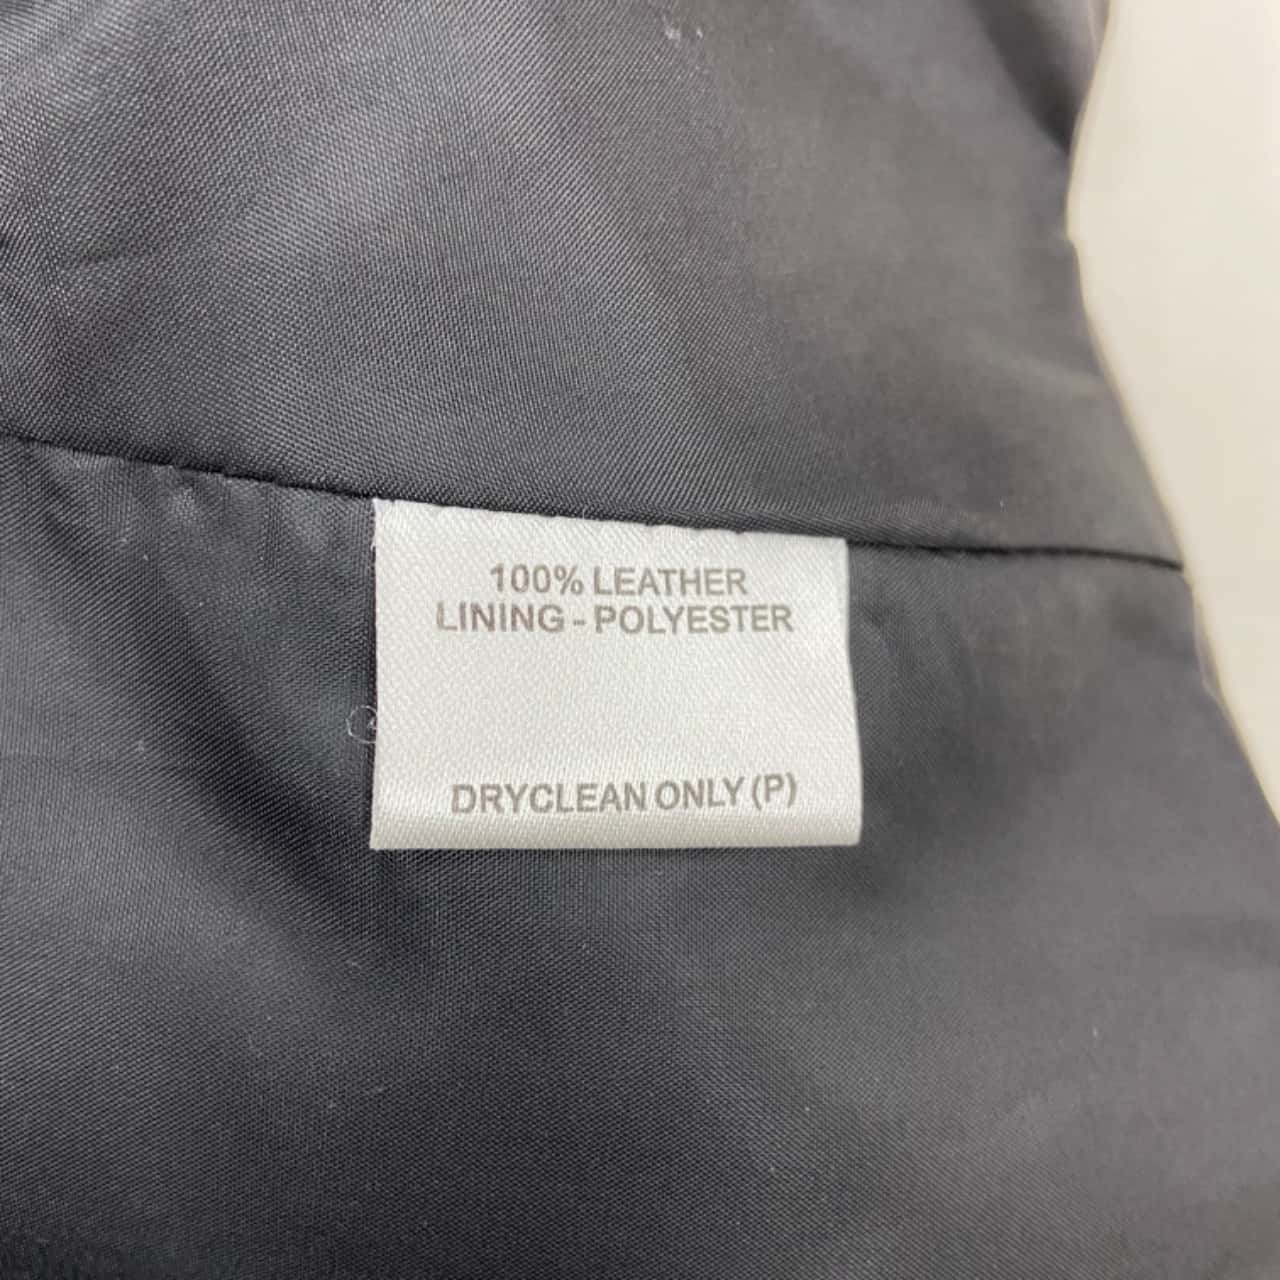 100% LEATHER
LINING - POLYESTER
DRYCLEAN ONLY (P)